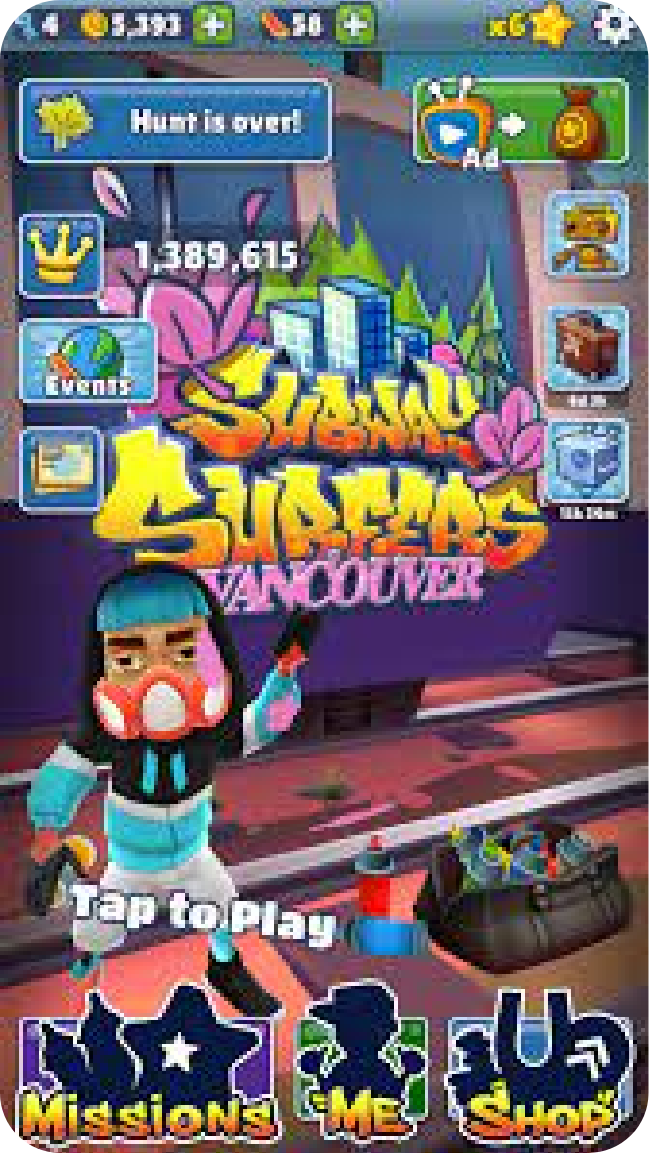 4 5,393 58 x6
Hunt is over!
Ad
1,389,615
Events
SUBWAY
SURFERS
VANCOUVER
Tap to Play
MISSIONS ME SHOP